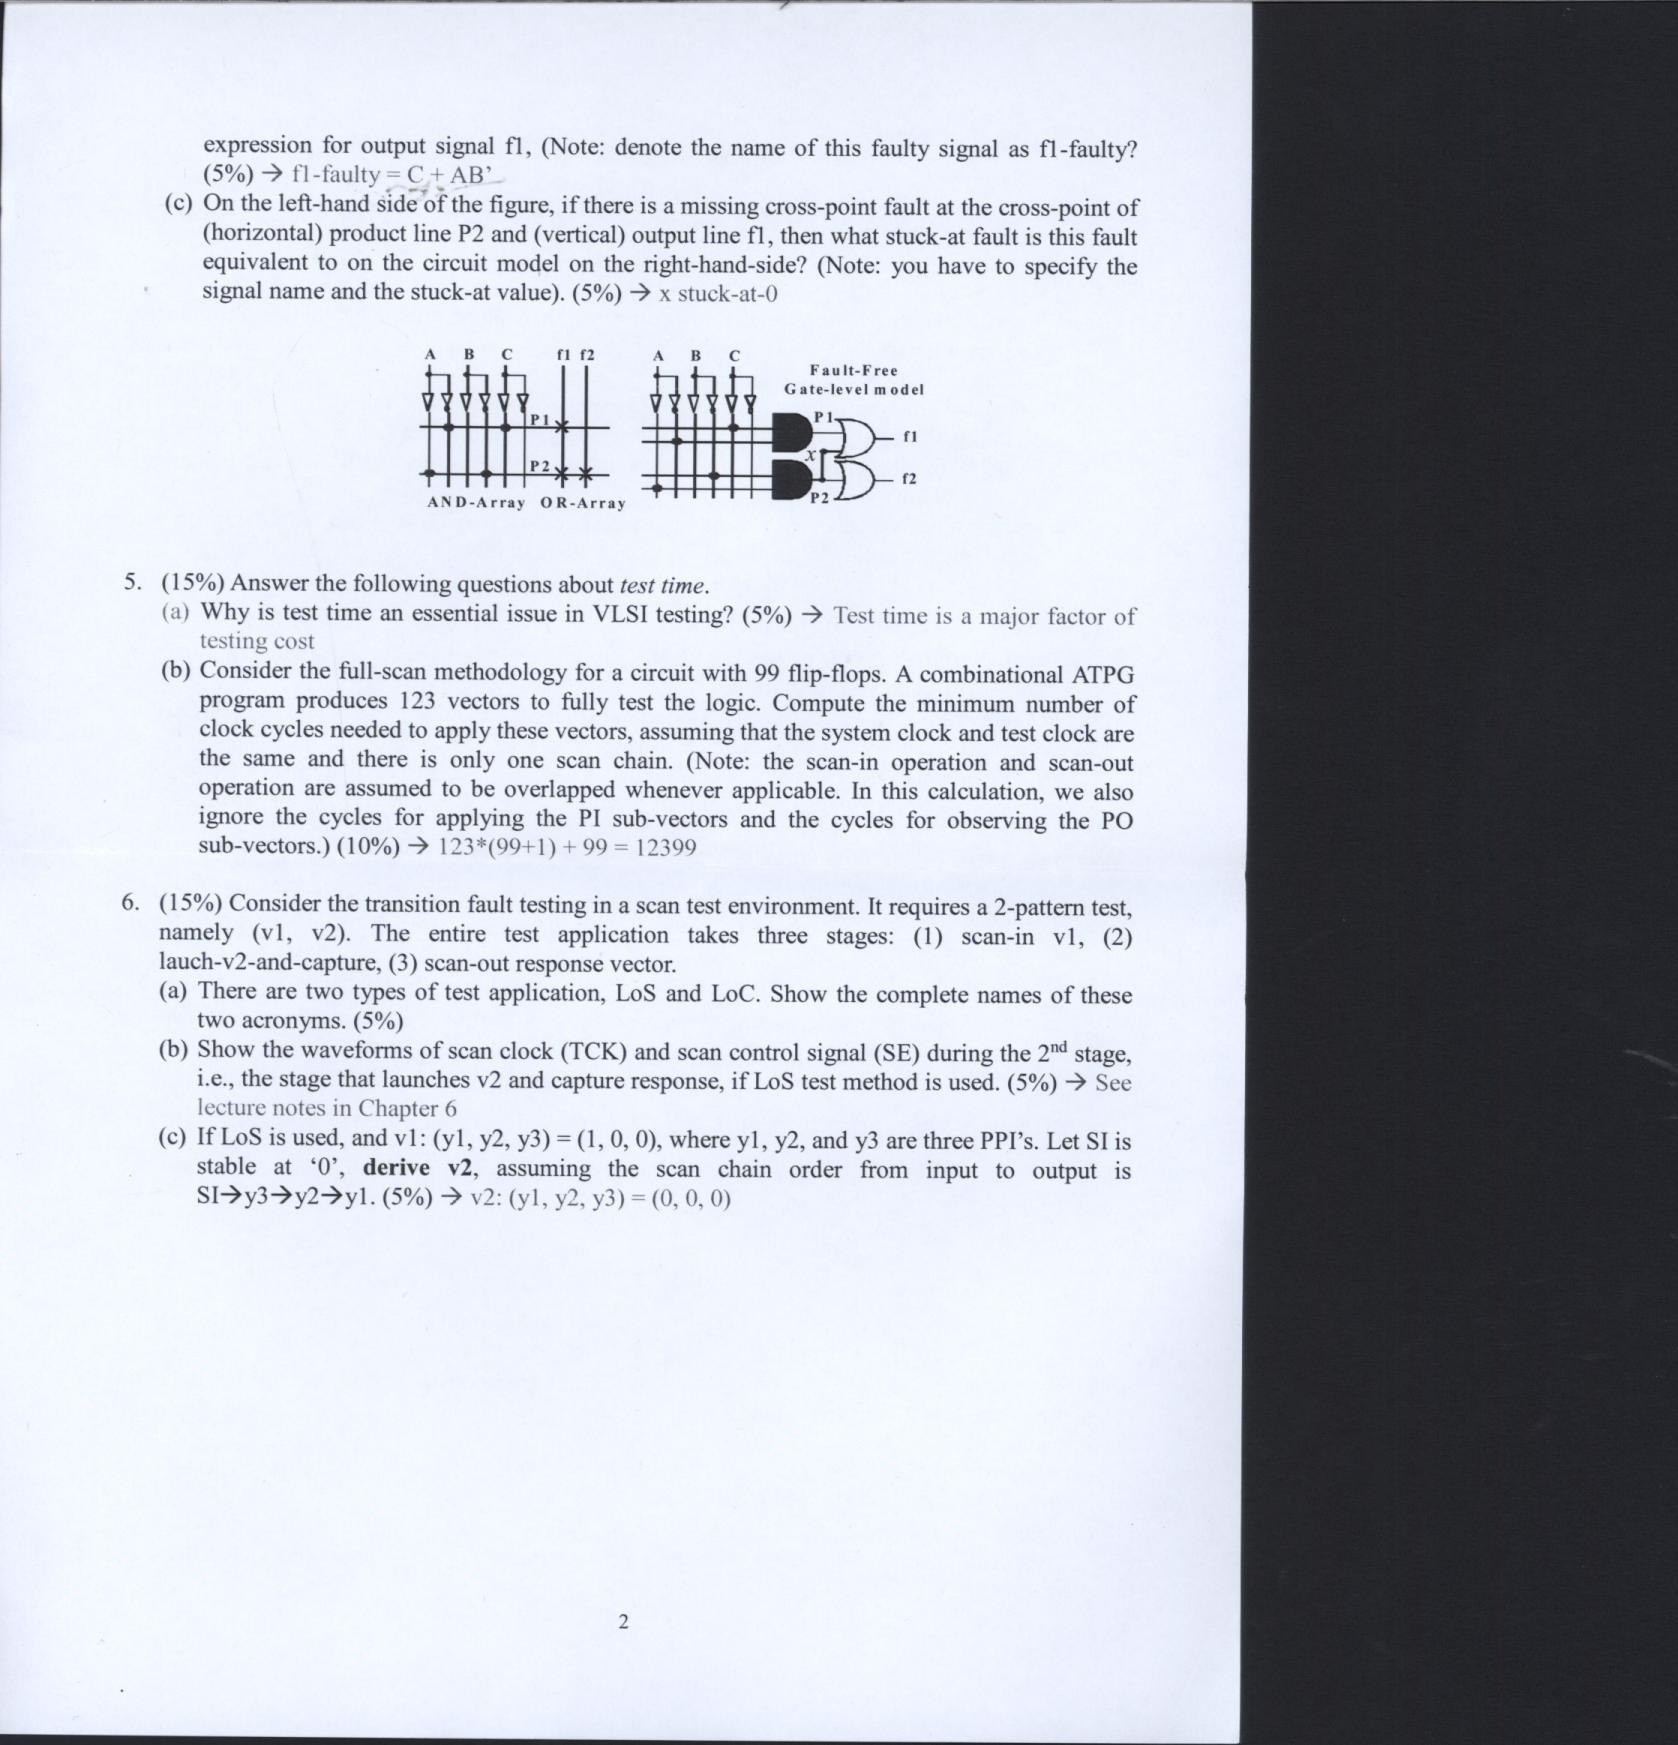 expression for output signal f1, (Note: denote the name of this faulty signal as f1-faulty?
(5%) → f1-faulty = C + AB’
(c) On the left-hand side of the figure, if there is a missing cross-point fault at the cross-point of
(horizontal) product line P2 and (vertical) output line f1, then what stuck-at fault is this fault
equivalent to on the circuit model on the right-hand-side? (Note: you have to specify the
signal name and the stuck-at value). (5%) → x stuck-at-0
A B C f1 f2
P1
P2
AND-Array OR-Array
A B C
Fault-Free
Gate-level model
P1
f1
x
f2
P2
5. (15%) Answer the following questions about test time.
(a) Why is test time an essential issue in VLSI testing? (5%) → Test time is a major factor of
testing cost
(b) Consider the full-scan methodology for a circuit with 99 flip-flops. A combinational ATPG
program produces 123 vectors to fully test the logic. Compute the minimum number of
clock cycles needed to apply these vectors, assuming that the system clock and test clock are
the same and there is only one scan chain. (Note: the scan-in operation and scan-out
operation are assumed to be overlapped whenever applicable. In this calculation, we also
ignore the cycles for applying the PI sub-vectors and the cycles for observing the PO
sub-vectors.) (10%) → 123*(99+1) + 99 = 12399
6. (15%) Consider the transition fault testing in a scan test environment. It requires a 2-pattern test,
namely (v1, v2). The entire test application takes three stages: (1) scan-in v1, (2)
lauch-v2-and-capture, (3) scan-out response vector.
(a) There are two types of test application, LoS and LoC. Show the complete names of these
two acronyms. (5%)
(b) Show the waveforms of scan clock (TCK) and scan control signal (SE) during the 2nd stage,
i.e., the stage that launches v2 and capture response, if LoS test method is used. (5%) → See
lecture notes in Chapter 6
(c) If LoS is used, and v1: (y1, y2, y3) = (1, 0, 0), where y1, y2, and y3 are three PPI’s. Let SI is
stable at ‘0’, derive v2, assuming the scan chain order from input to output is
SI→y3→y2→y1. (5%) → v2: (y1, y2, y3) = (0, 0, 0)
2